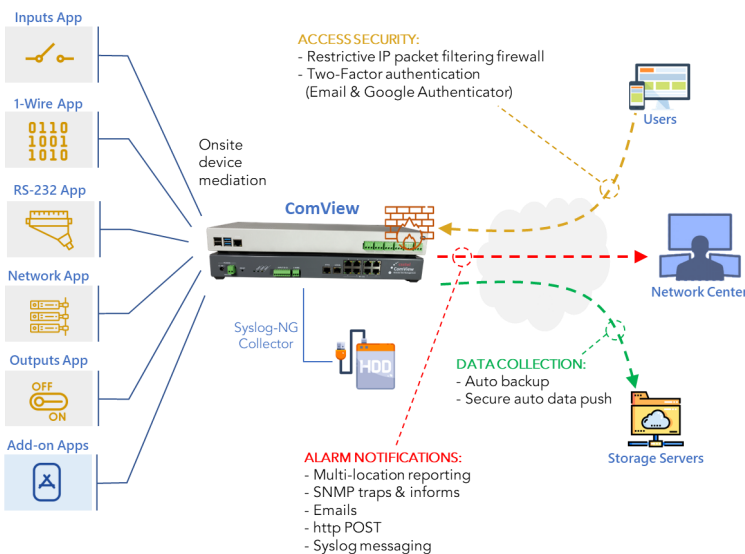 Inputs App
1-Wire App
0110
1001
1010
RS-232 App
Network App
Outputs App
OFF
ON
Add-on Apps
Onsite
device
mediation
ComView
ComView
Syslog-NG
Collector
HDD
ACCESS SECURITY:
- Restrictive IP packet filtering firewall
- Two-Factor authentication
(Email & Google Authenticator)
Users
Network Center
DATA COLLECTION:
- Auto backup
- Secure auto data push
Storage Servers
ALARM NOTIFICATIONS:
- Multi-location reporting
- SNMP traps & informs
- Emails
- http POST
- Syslog messaging